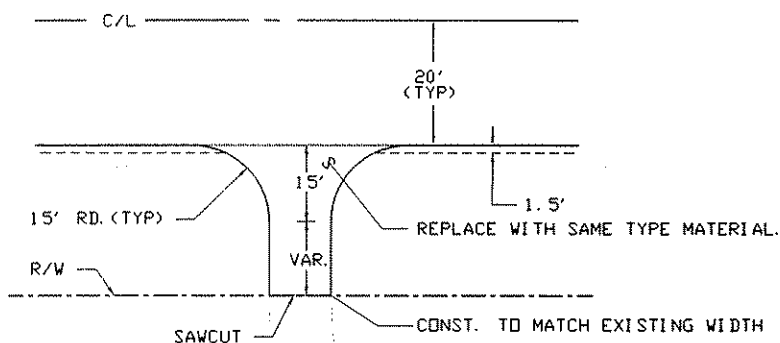 C/L
20'
(TYP)
15'
1.5'
15' RD. (TYP)
REPLACE WITH SAME TYPE MATERIAL.
VAR.
R/W
SAWCUT
CONST. TO MATCH EXISTING WIDTH